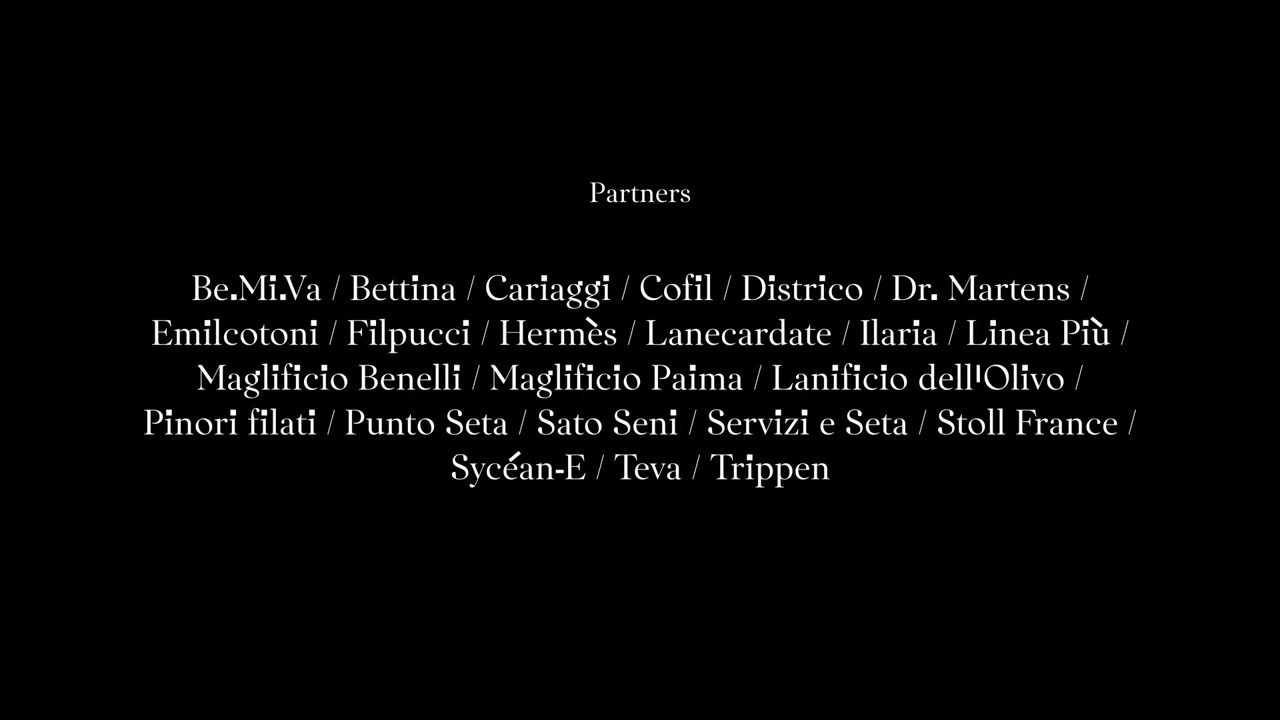 Partners
Be.Mi.Va / Bettina / Cariaggi / Cofil / Districo / Dr. Martens /
Emilcotoni / Filpucci / Hermès / Lanecardate / Ilaria / Linea Più /
Maglificio Benelli / Maglificio Paima / Lanificio dell'Olivo /
Pinori filati / Punto Seta / Sato Seni / Servizi e Seta / Stoll France /
Sycéan-E / Teva / Trippen